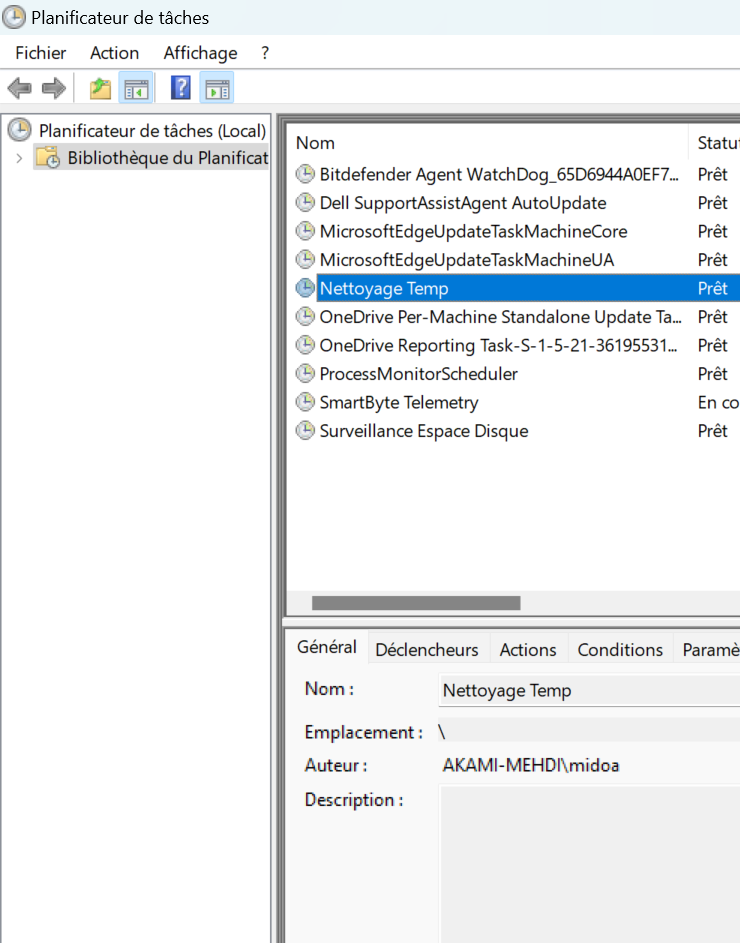 Planificateur de tâches
Fichier Action Affichage ?
Planificateur de tâches (Local)
Bibliothèque du Planificat
Nom Statut
Bitdefender Agent WatchDog_65D6944A0EF7... Prêt
Dell SupportAssistAgent AutoUpdate Prêt
MicrosoftEdgeUpdateTaskMachineCore Prêt
MicrosoftEdgeUpdateTaskMachineUA Prêt
Nettoyage Temp Prêt
OneDrive Per-Machine Standalone Update Ta... Prêt
OneDrive Reporting Task-S-1-5-21-36195531... Prêt
ProcessMonitorScheduler Prêt
SmartByte Telemetry En co
Surveillance Espace Disque Prêt
Général Déclencheurs Actions Conditions Paramè
Nom : Nettoyage Temp
Emplacement : \
Auteur : AKAMI-MEHDI\midoa
Description :